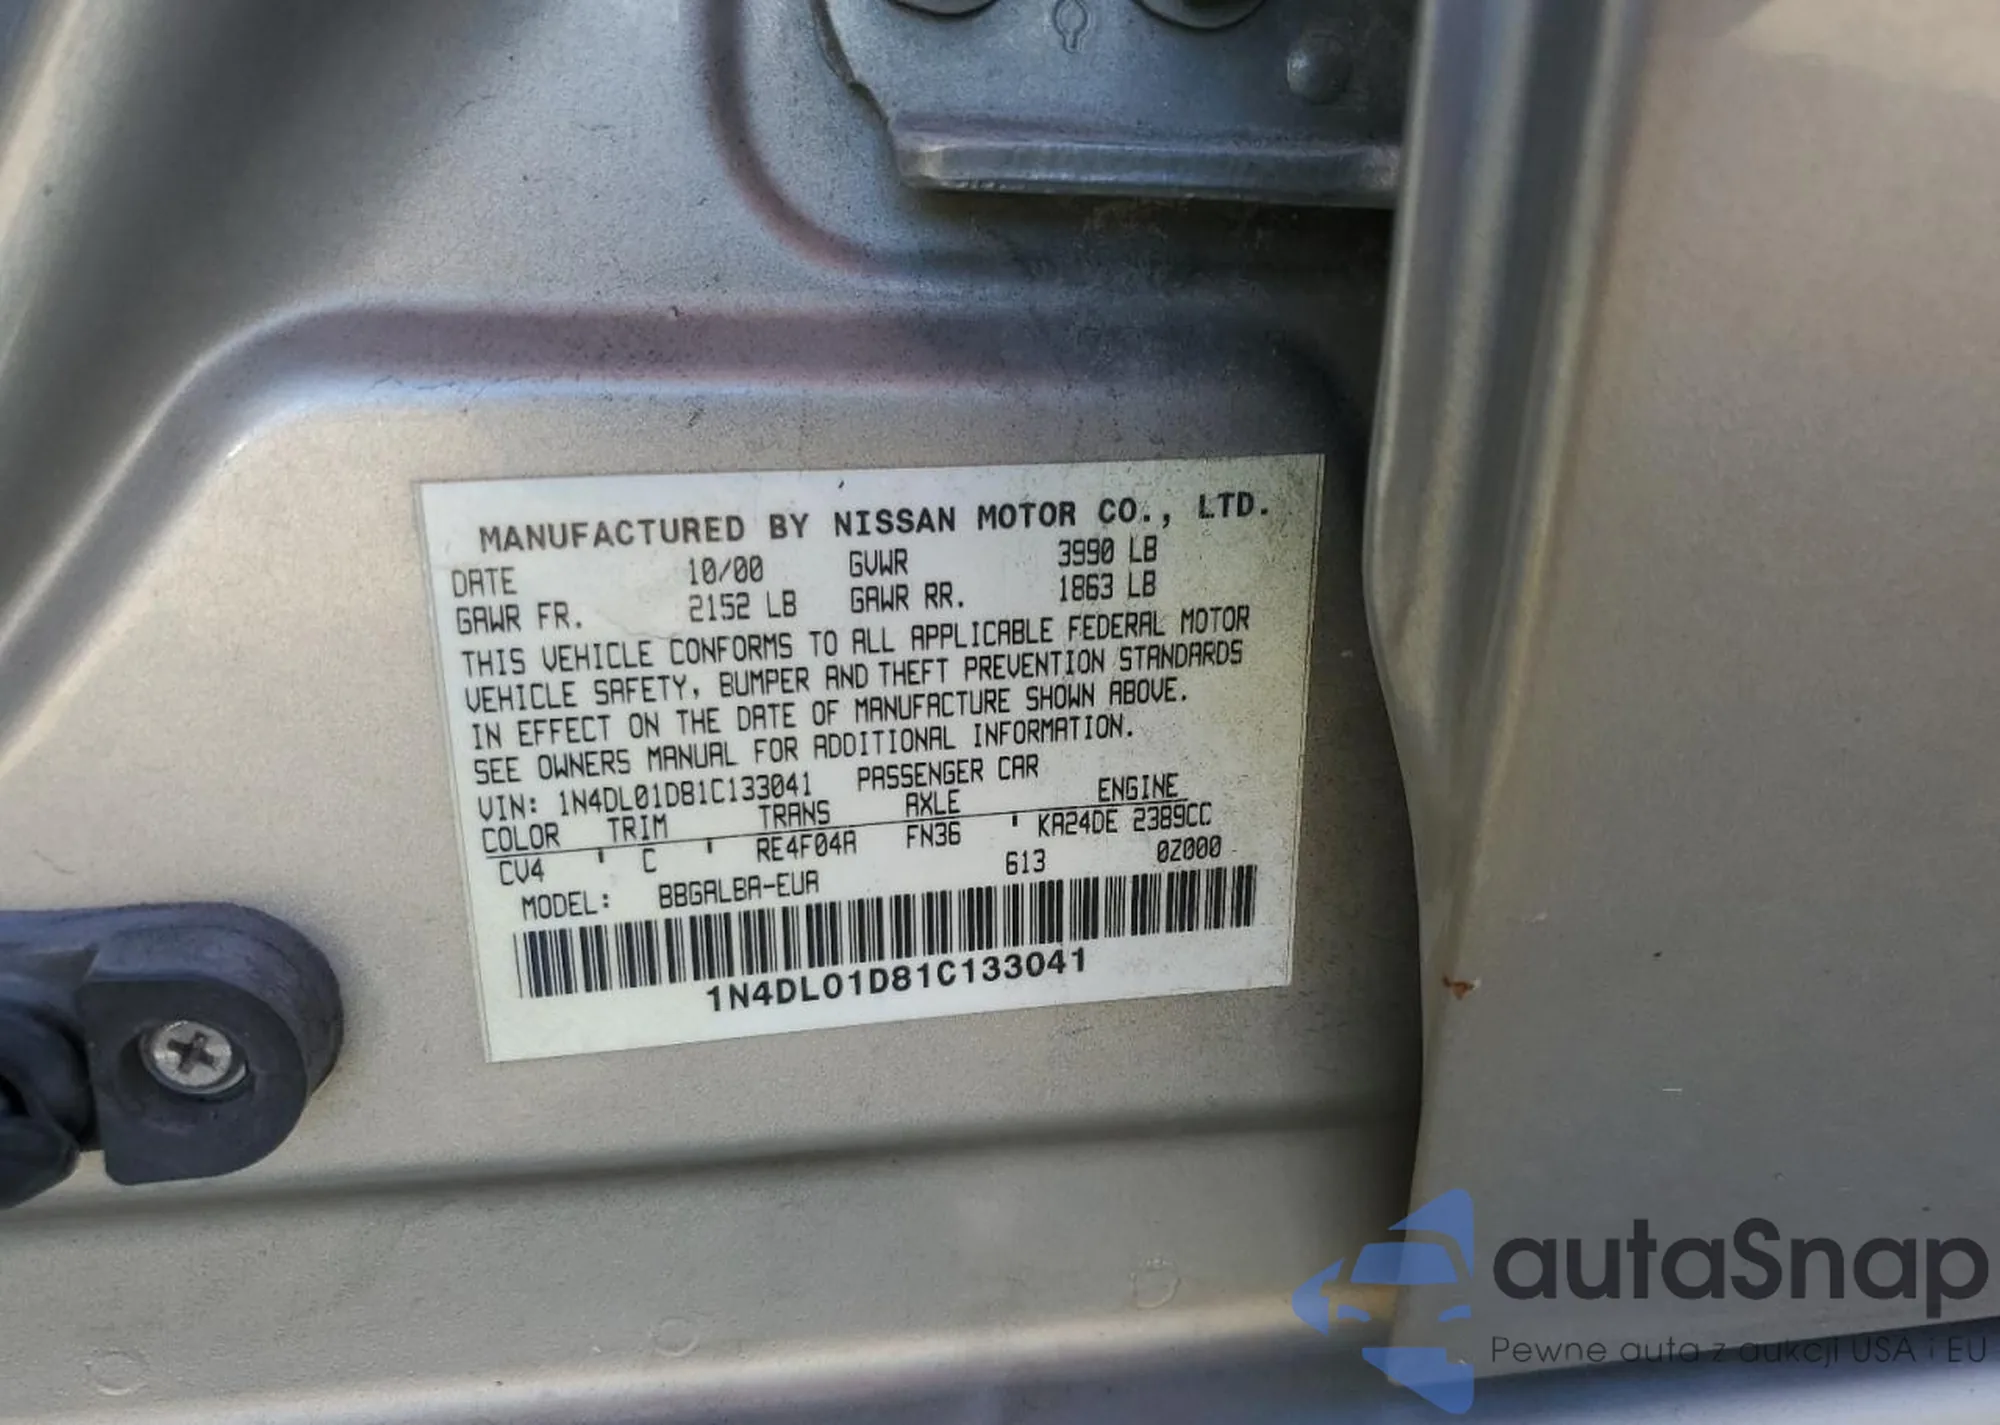 MANUFACTURED BY NISSAN MOTOR CO., LTD.
DATE 10/00 GVWR 3990 LB
GAWR FR. 2152 LB GAWR RR. 1863 LB
THIS VEHICLE CONFORMS TO ALL APPLICABLE FEDERAL MOTOR
VEHICLE SAFETY, BUMPER AND THEFT PREVENTION STANDARDS
IN EFFECT ON THE DATE OF MANUFACTURE SHOWN ABOVE.
SEE OWNERS MANUAL FOR ADDITIONAL INFORMATION.
VIN: 1N4DL01D81C133041 PASSENGER CAR
COLOR TRIM TRANS AXLE ENGINE
CV4 ' C ' RE4F04A FN36 ' KA24DE 2389CC
MODEL: BBGALBA-EUA 613 0Z000
1N4DL01D81C133041
autaSnap
Pewne auta z aukcji USA i EU